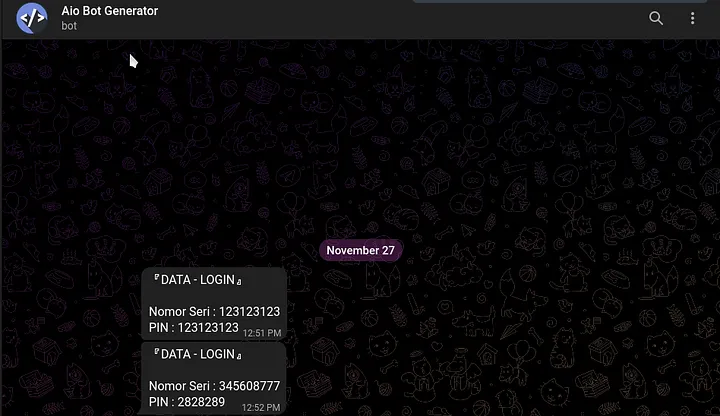 Aio Bot Generator
bot
November 27
『DATA - LOGIN』
Nomor Seri : 123123123
PIN : 123123123 12:51 PM
『DATA - LOGIN』
Nomor Seri : 345608777
PIN : 2828289 12:52 PM